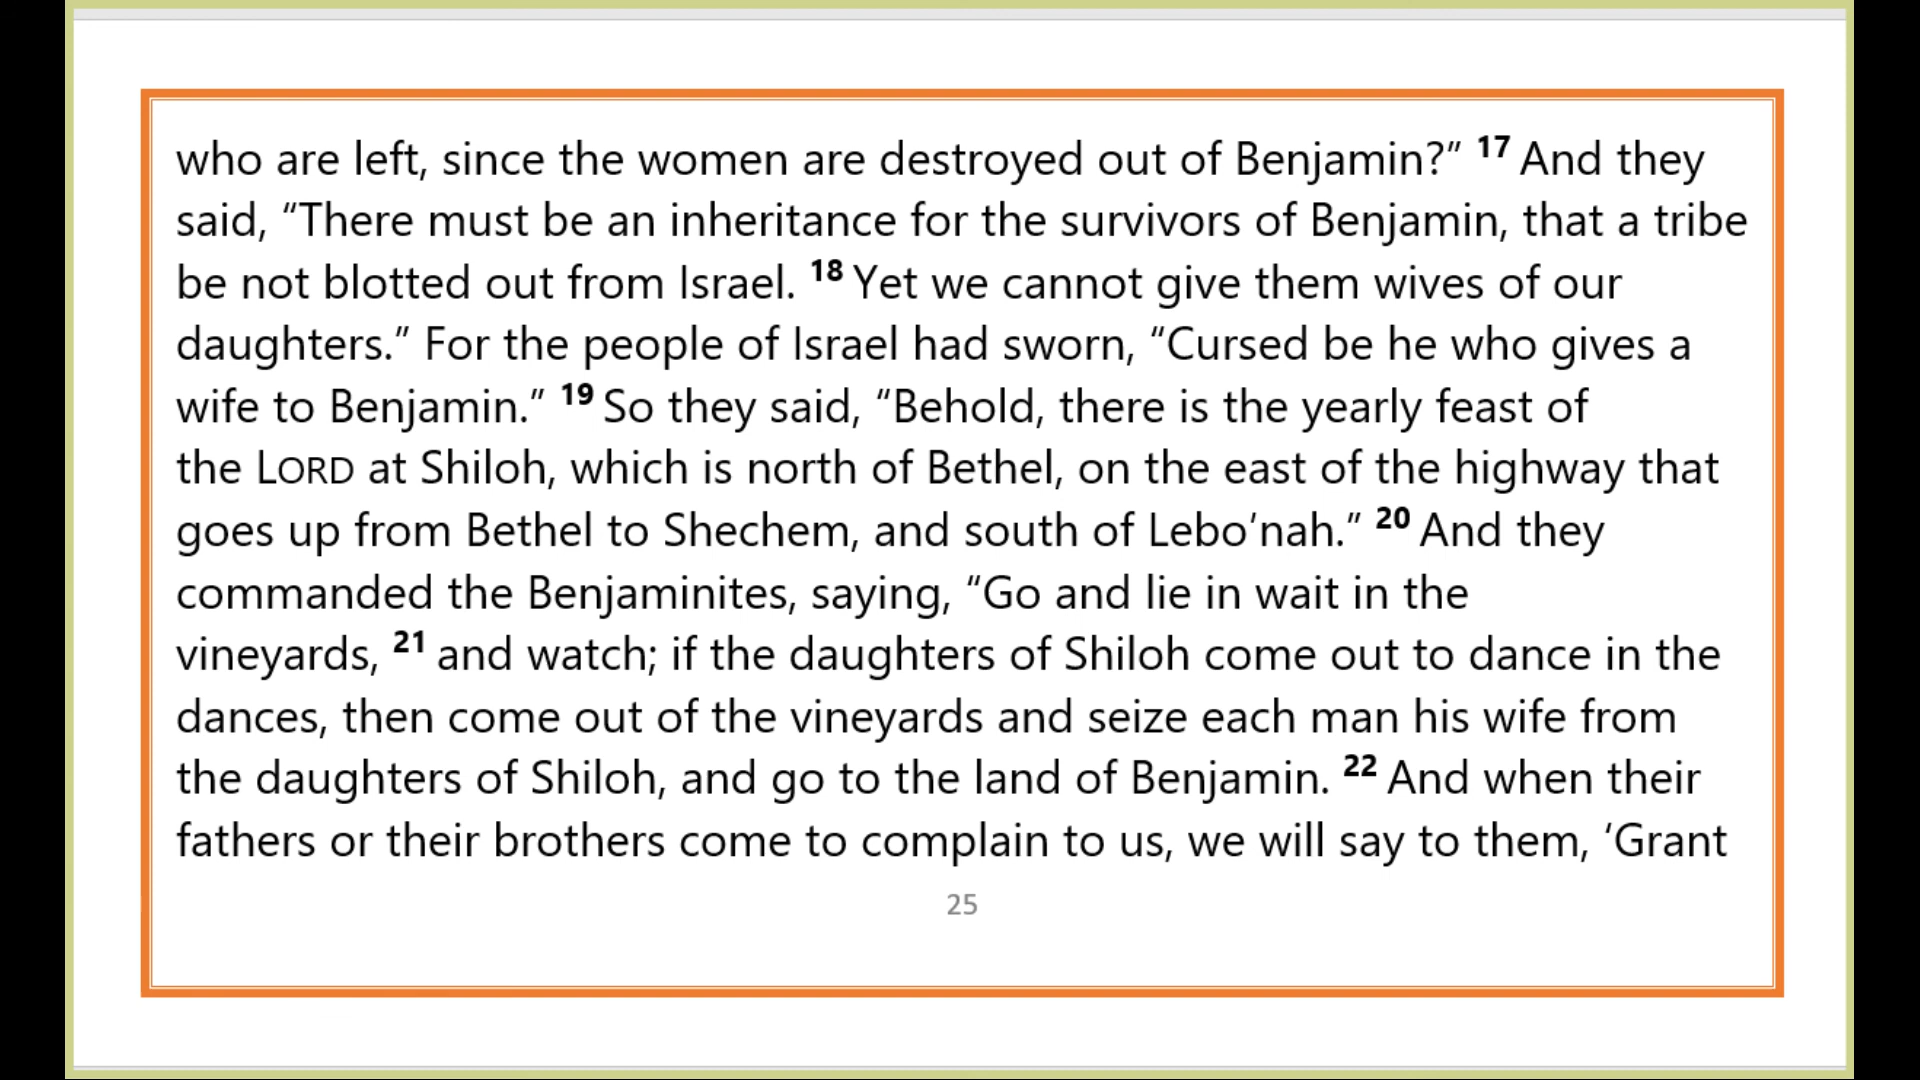 who are left, since the women are destroyed out of Benjamin?” 17 And they
said, “There must be an inheritance for the survivors of Benjamin, that a tribe
be not blotted out from Israel. 18 Yet we cannot give them wives of our
daughters.” For the people of Israel had sworn, “Cursed be he who gives a
wife to Benjamin.” 19 So they said, “Behold, there is the yearly feast of
the LORD at Shiloh, which is north of Bethel, on the east of the highway that
goes up from Bethel to Shechem, and south of Lebo′nah.” 20 And they
commanded the Benjaminites, saying, “Go and lie in wait in the
vineyards, 21 and watch; if the daughters of Shiloh come out to dance in the
dances, then come out of the vineyards and seize each man his wife from
the daughters of Shiloh, and go to the land of Benjamin. 22 And when their
fathers or their brothers come to complain to us, we will say to them, ‘Grant
25